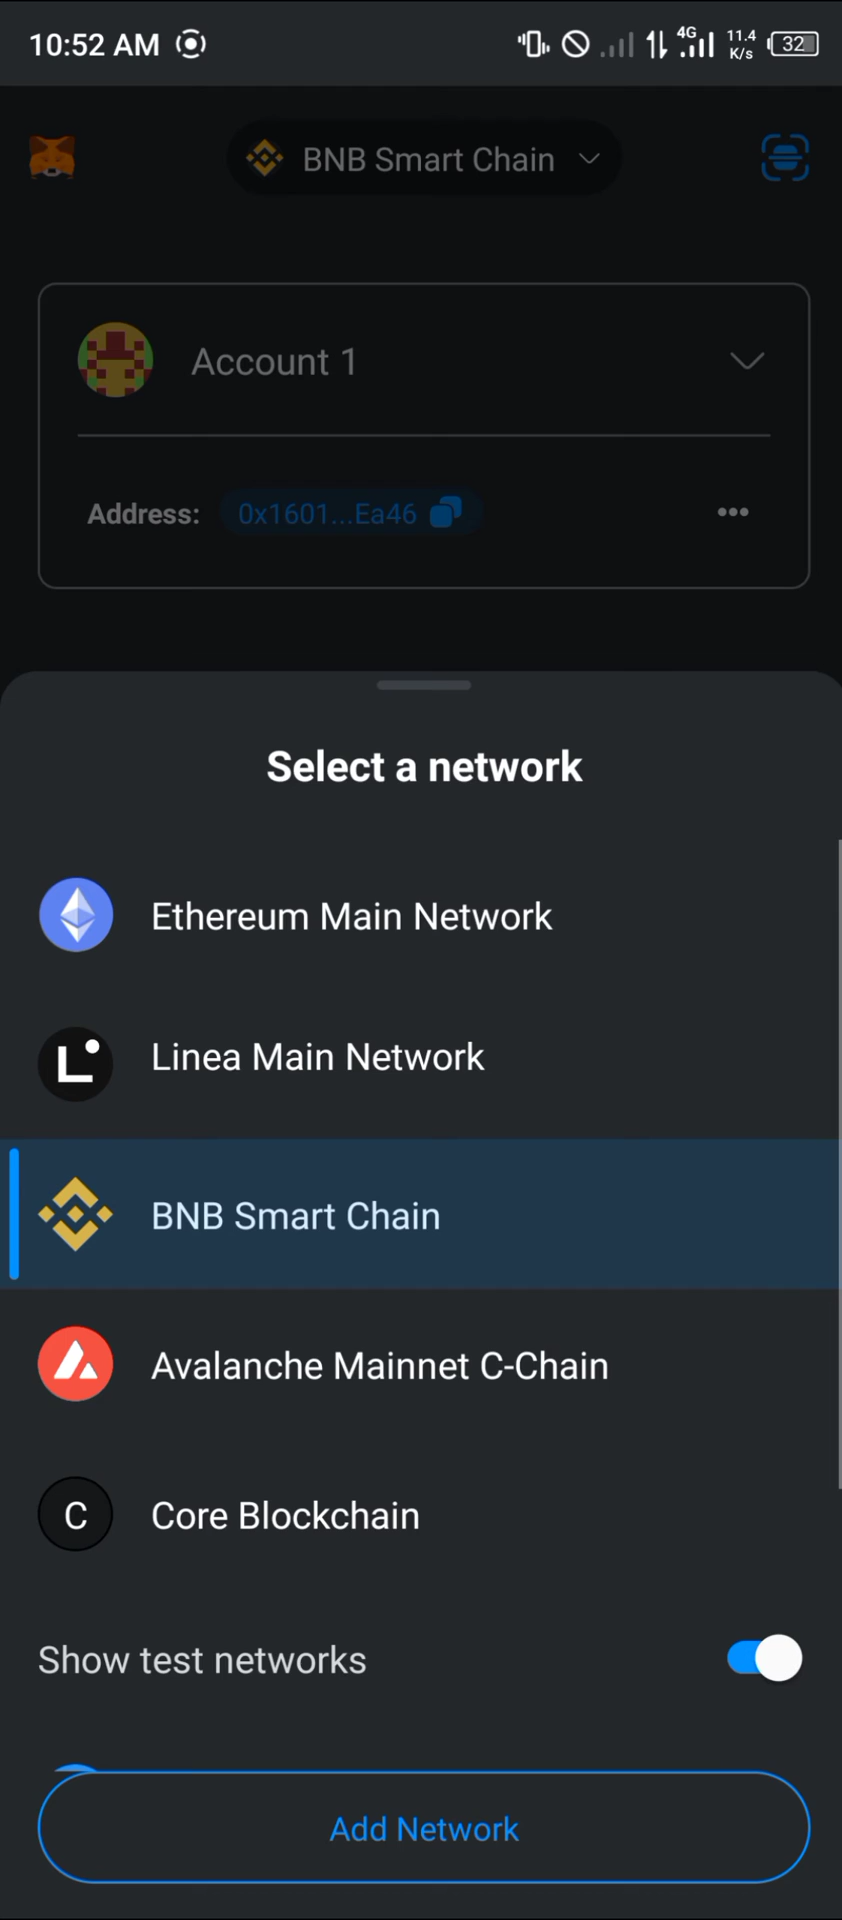 10:52 AM 4G 11.4 K/s 32
BNB Smart Chain
Account 1
Address: 0x1601...Ea46
Select a network
Ethereum Main Network
Linea Main Network
BNB Smart Chain
Avalanche Mainnet C-Chain
C Core Blockchain
Show test networks
Add Network